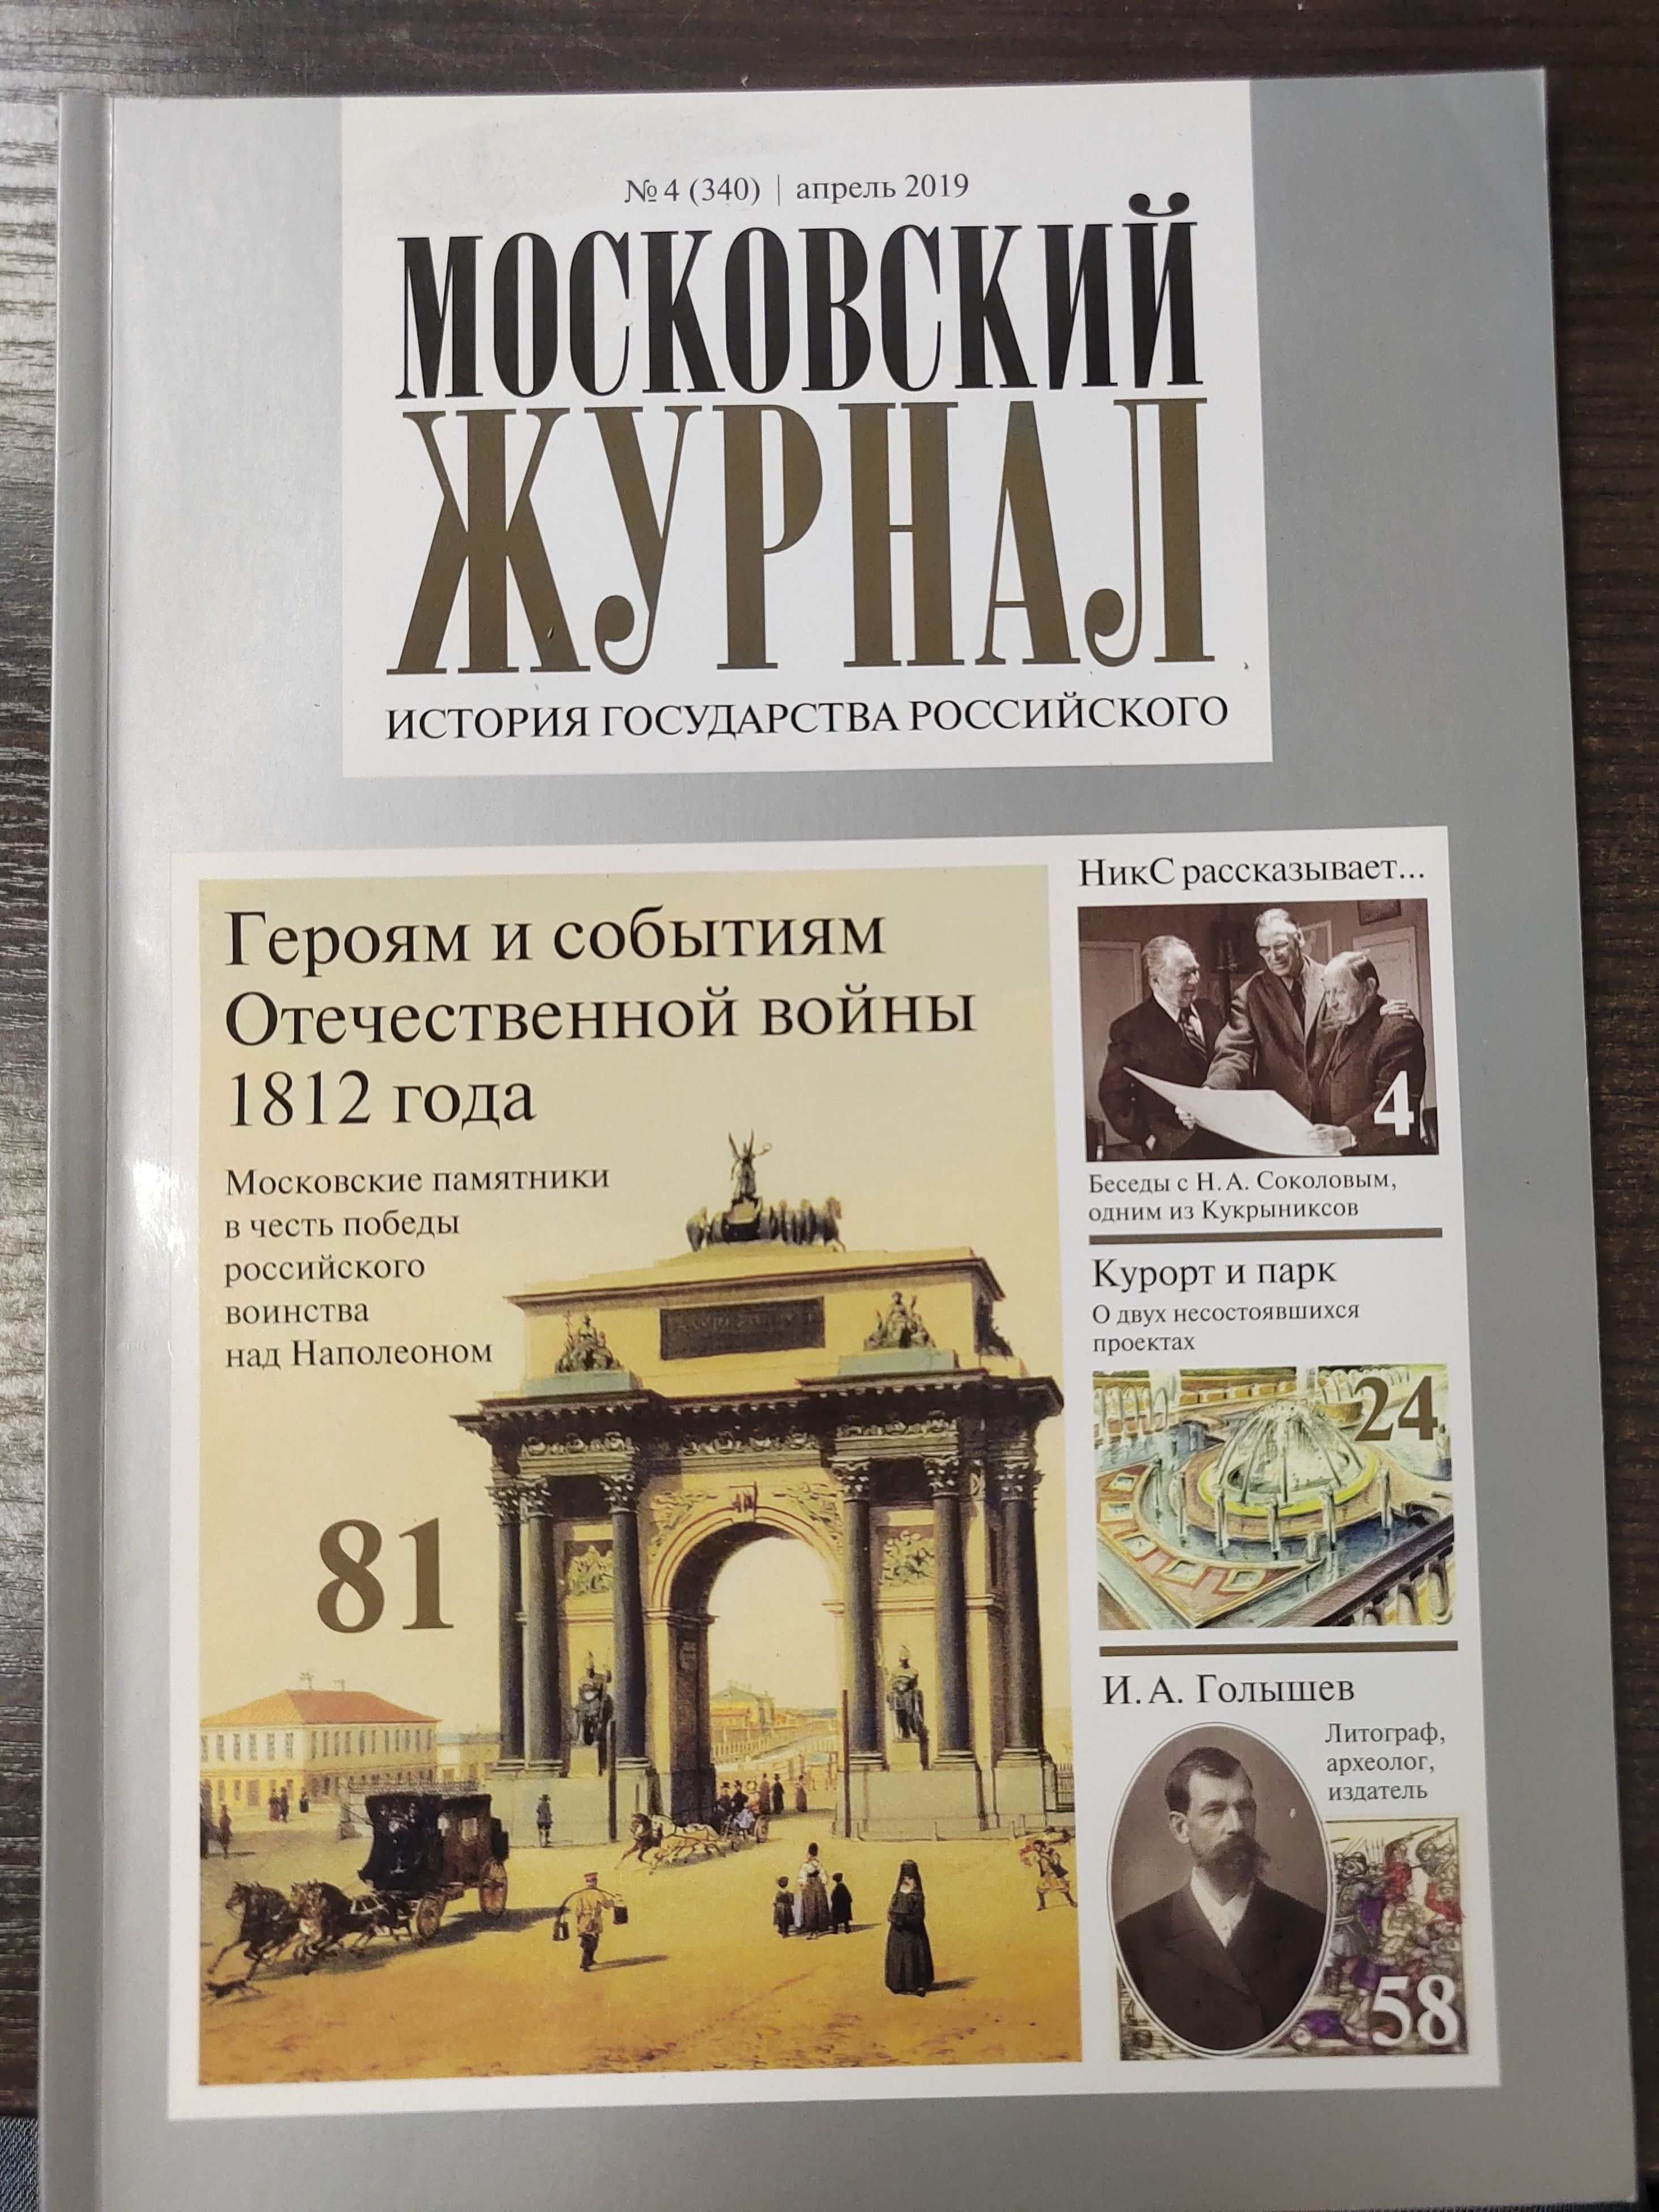 № 4 (340) | апрель 2019
МОСКОВСКИЙ
ЖУРНАЛ
ИСТОРИЯ ГОСУДАРСТВА РОССИЙСКОГО
Героям и событиям
Отечественной войны
1812 года
Московские памятники
в честь победы
российского
воинства
над Наполеоном
81
НикС рассказывает...
4
Беседы с Н. А. Соколовым,
одним из Кукрыниксов
Курорт и парк
О двух несостоявшихся
проектах
24
И. А. Голышев
Литограф,
археолог,
издатель
58